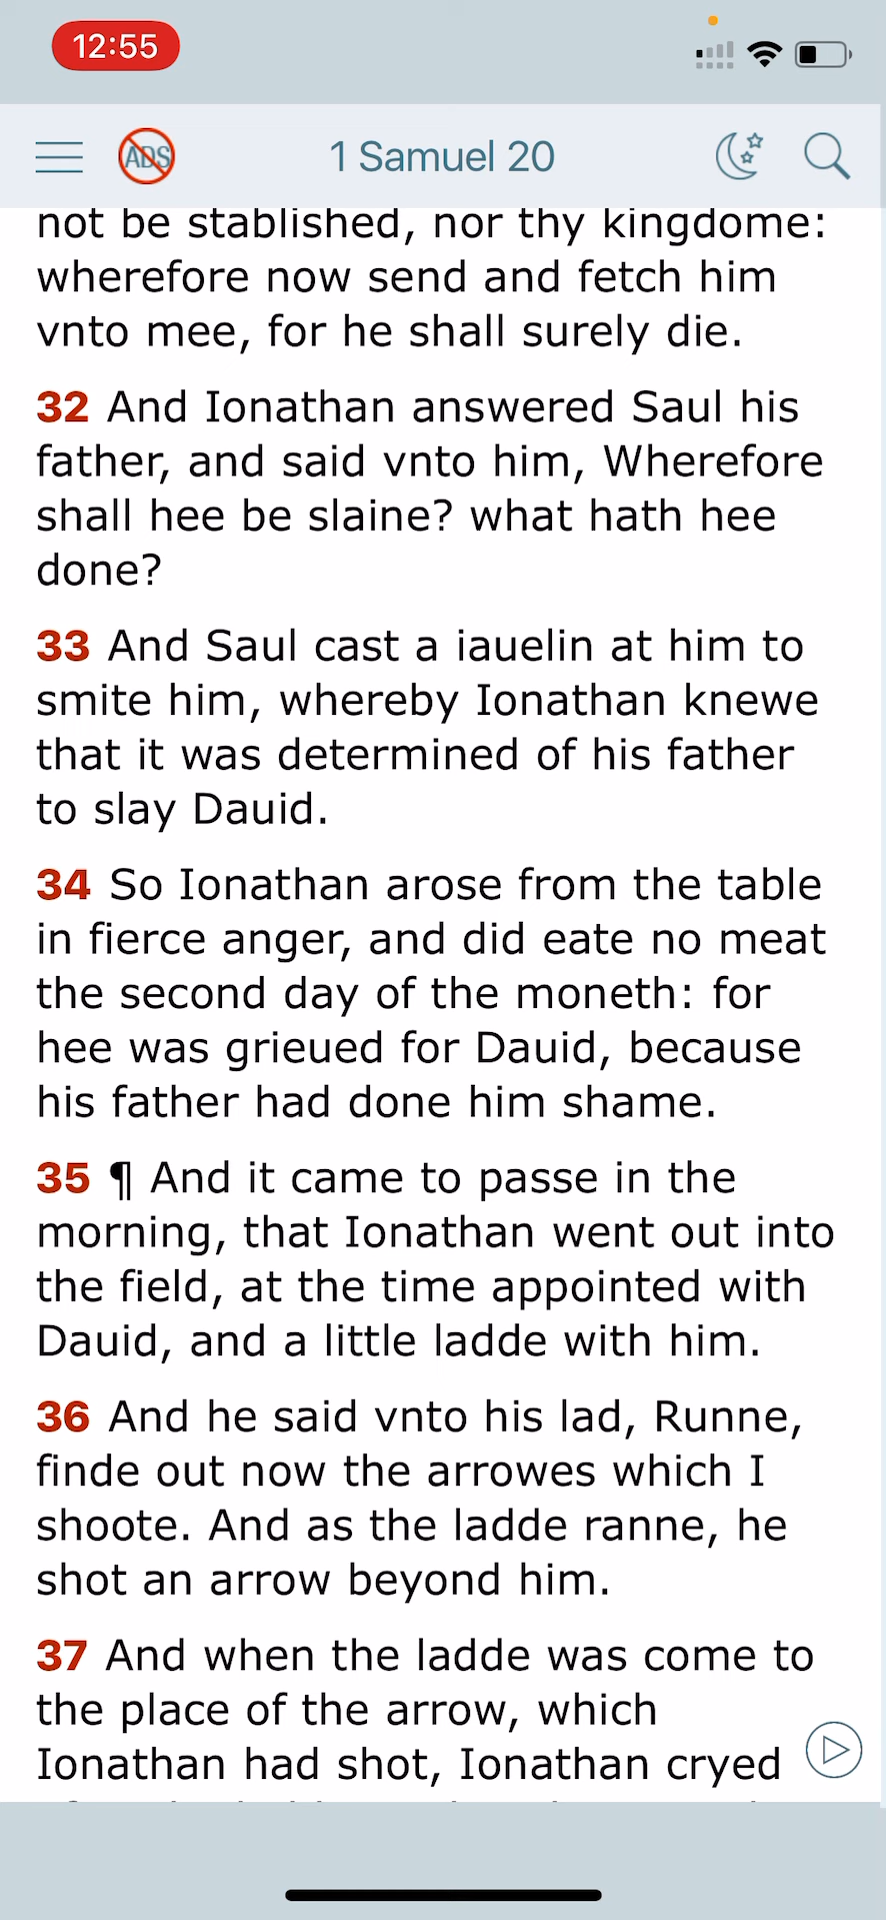 12:55
ADS
1 Samuel 20
not be stablished, nor thy kingdome:
wherefore now send and fetch him
vnto mee, for he shall surely die.
32 And Ionathan answered Saul his
father, and said vnto him, Wherefore
shall hee be slaine? what hath hee
done?
33 And Saul cast a iauelin at him to
smite him, whereby Ionathan knewe
that it was determined of his father
to slay Dauid.
34 So Ionathan arose from the table
in fierce anger, and did eate no meat
the second day of the moneth: for
hee was grieued for Dauid, because
his father had done him shame.
35 ¶ And it came to passe in the
morning, that Ionathan went out into
the field, at the time appointed with
Dauid, and a little ladde with him.
36 And he said vnto his lad, Runne,
finde out now the arrowes which I
shoote. And as the ladde ranne, he
shot an arrow beyond him.
37 And when the ladde was come to
the place of the arrow, which
Ionathan had shot, Ionathan cryed